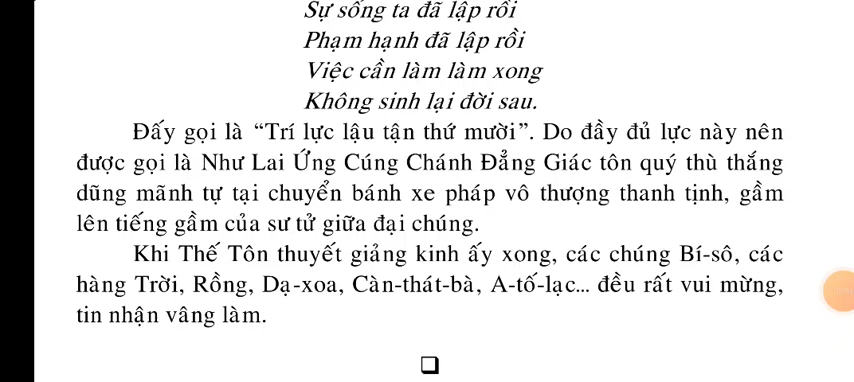 Sự sống ta đã lập rồi
Phạm hạnh đã lập rồi
Việc cần làm làm xong
Không sinh lại đời sau.
Đấy gọi là “Trí lực lậu tận thứ mười”. Do đầy đủ lực này nên
được gọi là Như Lai Ứng Cúng Chánh Đẳng Giác tôn quý thù thắng
dũng mãnh tự tại chuyển bánh xe pháp vô thượng thanh tịnh, gầm
lên tiếng gầm của sư tử giữa đại chúng.
Khi Thế Tôn thuyết giảng kinh ấy xong, các chúng Bí-sô, các
hàng Trời, Rồng, Dạ-xoa, Càn-thát-bà, A-tố-lạc... đều rất vui mừng,
tin nhận vâng làm.